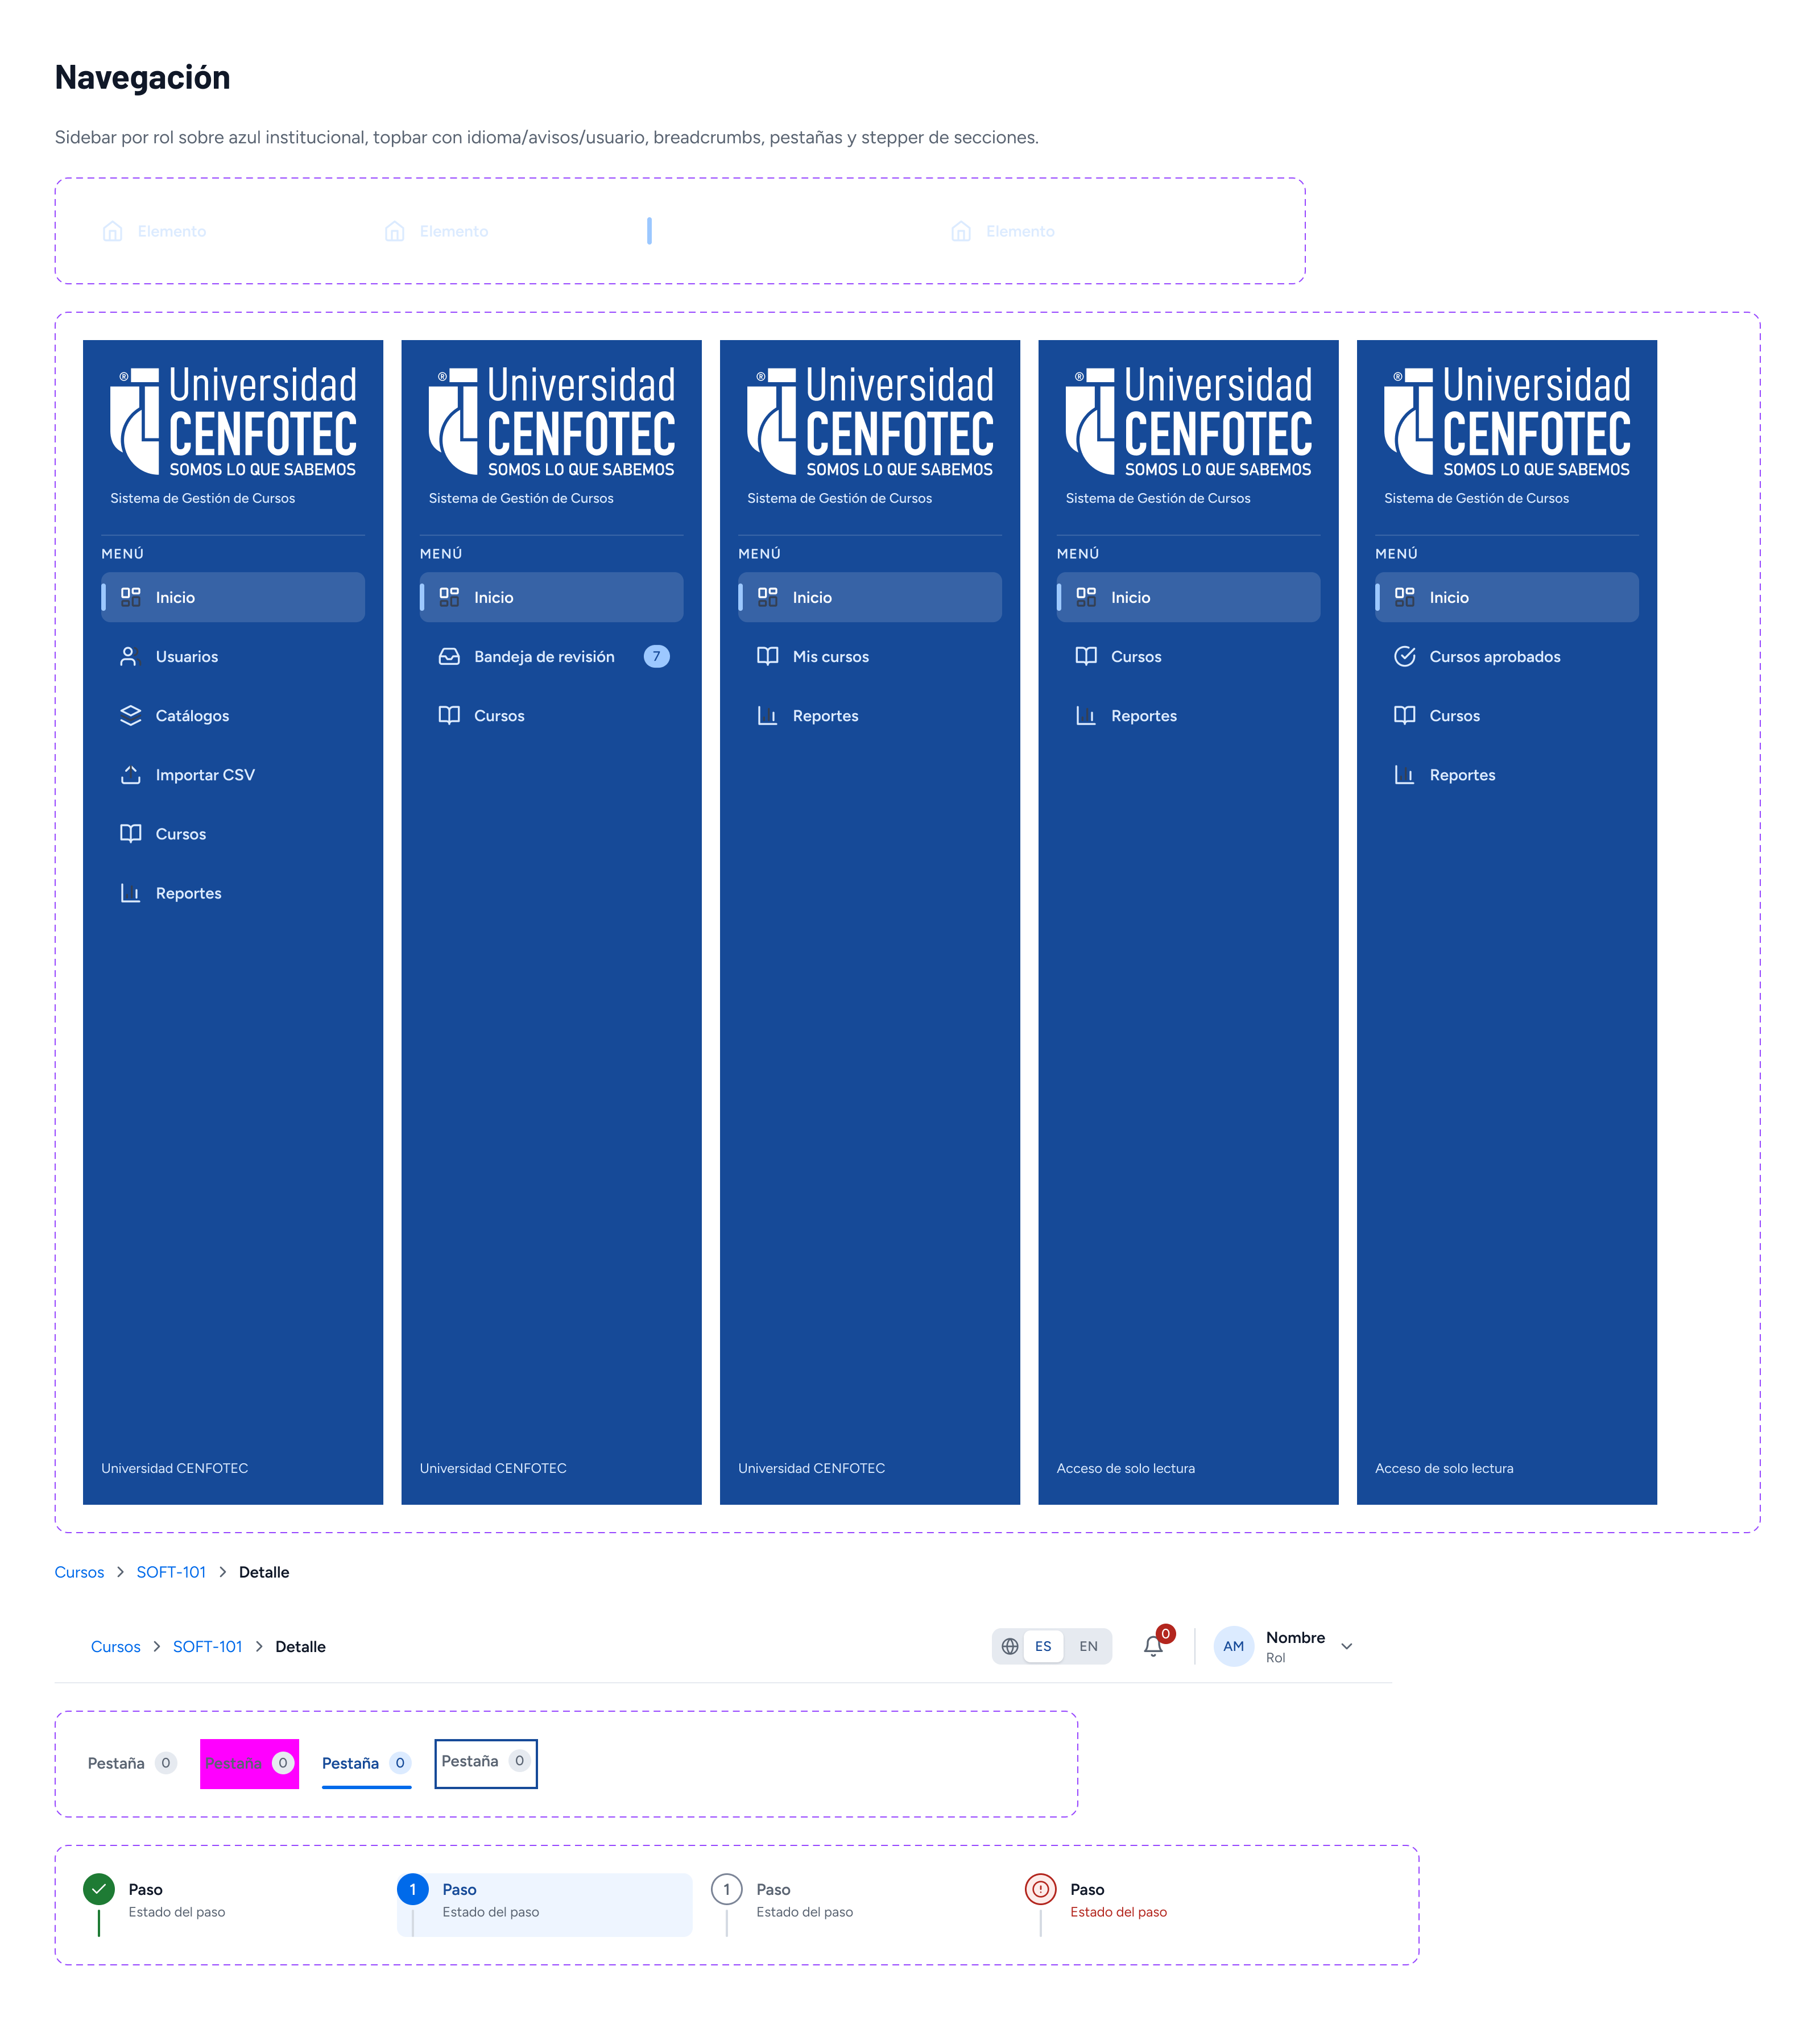 Navegación
Sidebar por rol sobre azul institucional, topbar con idioma/avisos/usuario, breadcrumbs, pestañas y stepper de secciones.
Elemento
Elemento
Elemento
® Universidad
CENFOTEC
SOMOS LO QUE SABEMOS
Sistema de Gestión de Cursos
MENÚ
Inicio
Usuarios
Catálogos
Importar CSV
Cursos
Reportes
Universidad CENFOTEC
® Universidad
CENFOTEC
SOMOS LO QUE SABEMOS
Sistema de Gestión de Cursos
MENÚ
Inicio
Bandeja de revisión 7
Cursos
Universidad CENFOTEC
® Universidad
CENFOTEC
SOMOS LO QUE SABEMOS
Sistema de Gestión de Cursos
MENÚ
Inicio
Mis cursos
Reportes
Universidad CENFOTEC
® Universidad
CENFOTEC
SOMOS LO QUE SABEMOS
Sistema de Gestión de Cursos
MENÚ
Inicio
Cursos
Reportes
Acceso de solo lectura
® Universidad
CENFOTEC
SOMOS LO QUE SABEMOS
Sistema de Gestión de Cursos
MENÚ
Inicio
Cursos aprobados
Cursos
Reportes
Acceso de solo lectura
Cursos > SOFT-101 > Detalle
Cursos > SOFT-101 > Detalle
ES EN
0
AM
Nombre
Rol
Pestaña 0
Pestaña 0
Pestaña 0
Pestaña 0
Paso
Estado del paso
1 Paso
Estado del paso
1 Paso
Estado del paso
Paso
Estado del paso